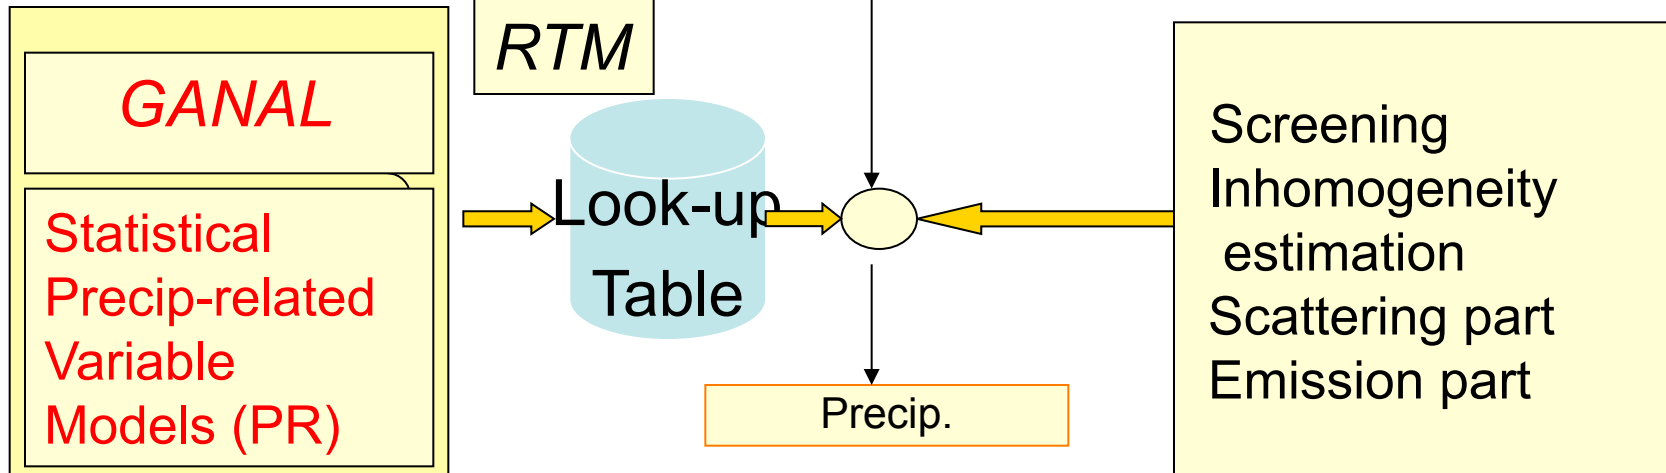 GANAL
Statistical
Precip-related
Variable
Models (PR)
RTM
Look-up
Table
Precip.
Screening
Inhomogeneity
estimation
Scattering part
Emission part